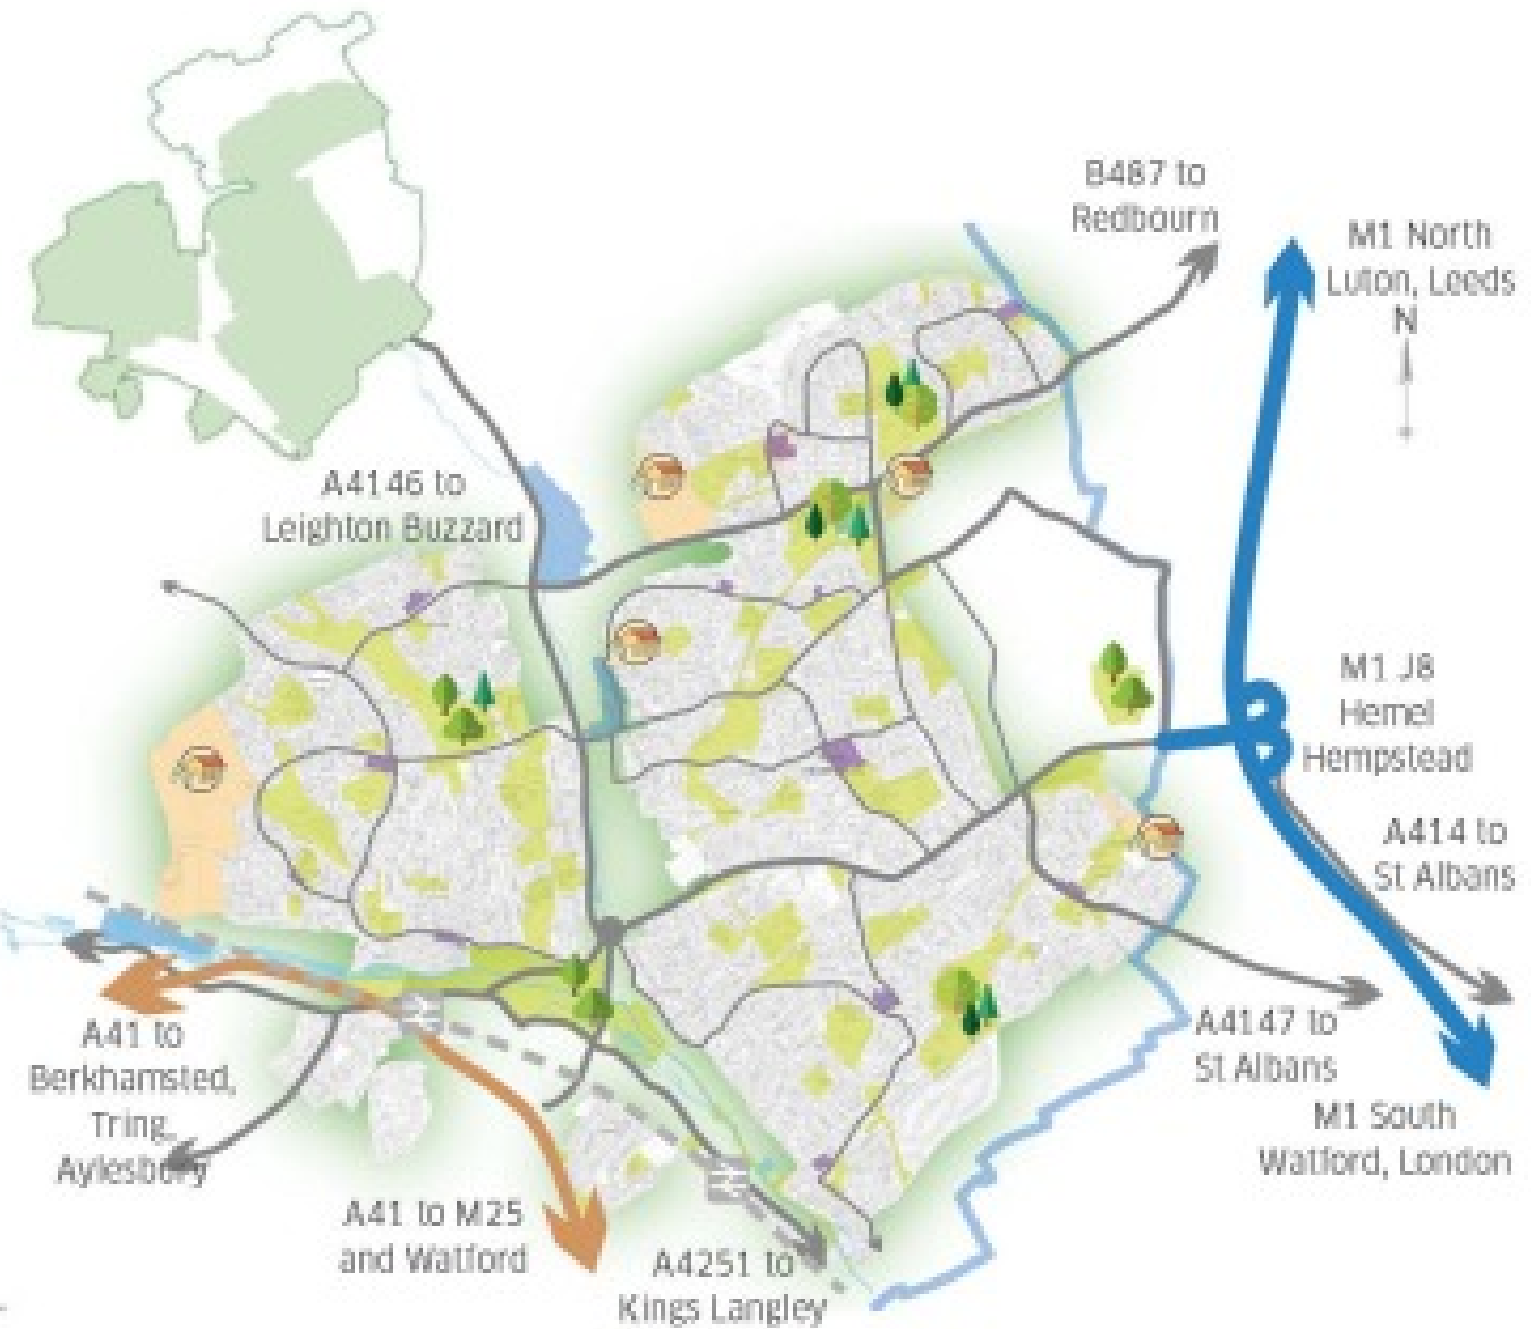 B487 to
Redbourn
M1 North
Luton, Leeds
N
A4146 to
Leighton Buzzard
M1 J8
Hemel
Hempstead
A414 to
St Albans
A4147 to
St Albans
A41 to
Berkhamsted,
Tring,
Aylesbury
M1 South
Watford, London
A41 to M25
and Watford
A4251 to
Kings Langley